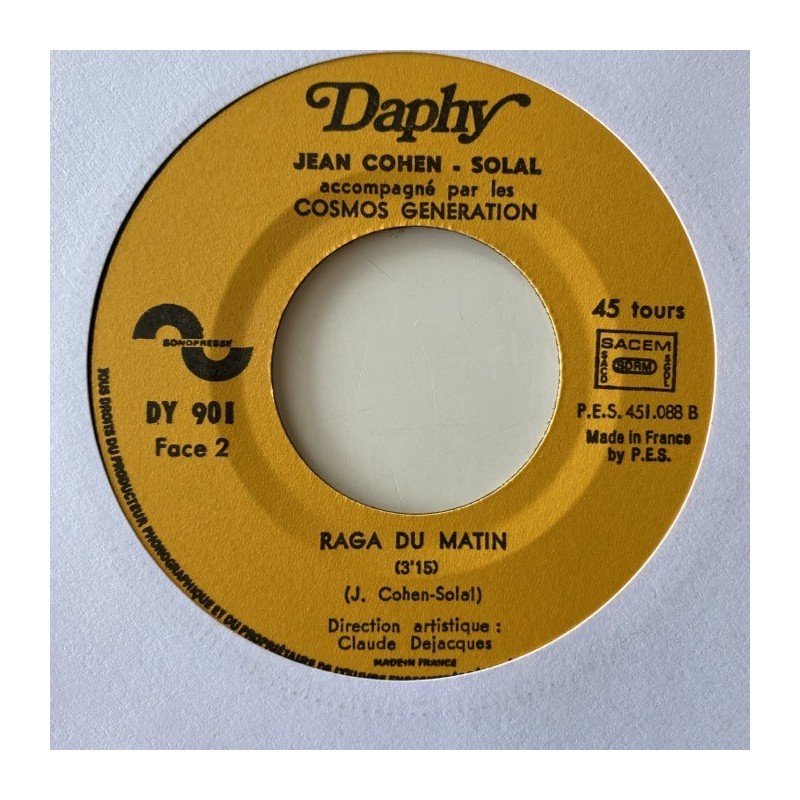 Daphy
JEAN COHEN - SOLAL
accompagné par les
COSMOS GENERATION
SONOPRESSE
DY 901
Face 2
45 tours
SACEM
SACD SDRM SGDL
P.E.S. 451.088 B
Made in France
by P.E.S.
RAGA DU MATIN
(3'15)
(J. Cohen-Solal)
Direction artistique :
Claude Dejacques
MADE IN FRANCE
TOUS DROITS DU PRODUCTEUR PHONOGRAPHIQUE ET DU PROPRIÉTAIRE DE L'ŒUVRE